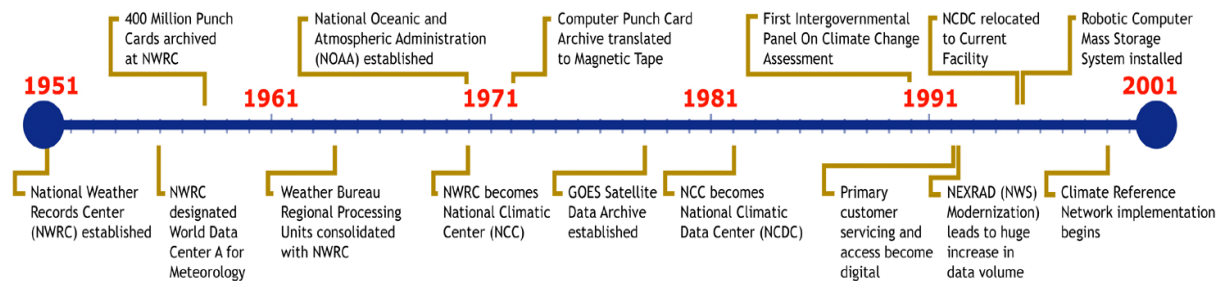 400 Million Punch
Cards archived
at NWRC
National Oceanic and
Atmospheric Administration
(NOAA) established
Computer Punch Card
Archive translated
to Magnetic Tape
First Intergovernmental
Panel On Climate Change
Assessment
NCDC relocated
to Current
Facility
Robotic Computer
Mass Storage
System installed
1951
1961
1971
1981
1991
2001
National Weather
Records Center
(NWRC) established
NWRC
designated
World Data
Center A for
Meteorology
Weather Bureau
Regional Processing
Units consolidated
with NWRC
NWRC becomes
National Climatic
Center (NCC)
GOES Satellite
Data Archive
established
NCC becomes
National Climatic
Data Center (NCDC)
Primary
customer
servicing and
access become
digital
NEXRAD (NWS)
Modernization)
leads to huge
increase in
data volume
Climate Reference
Network implementation
begins